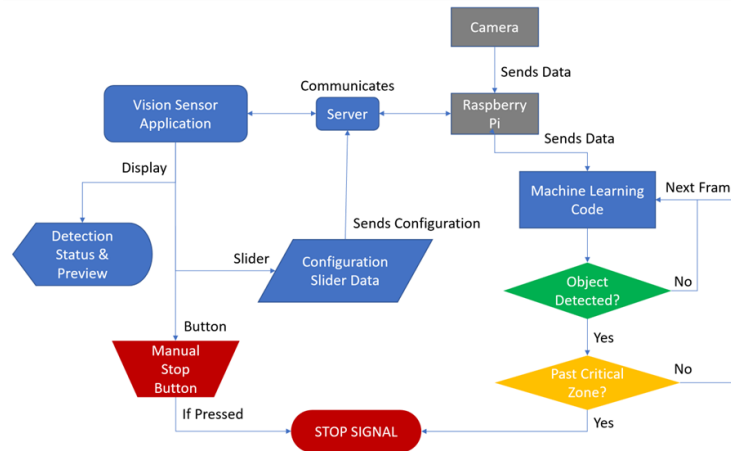 Camera
Sends Data
Communicates
Vision Sensor
Application
Server
Raspberry
Pi
Sends Data
Display
Machine Learning
Code
Next Fram
Sends Configuration
Detection
Status &
Preview
Slider
Configuration
Slider Data
Object
Detected?
No
Button
Yes
Manual
Stop
Button
Past Critical
Zone?
No
If Pressed
STOP SIGNAL
Yes